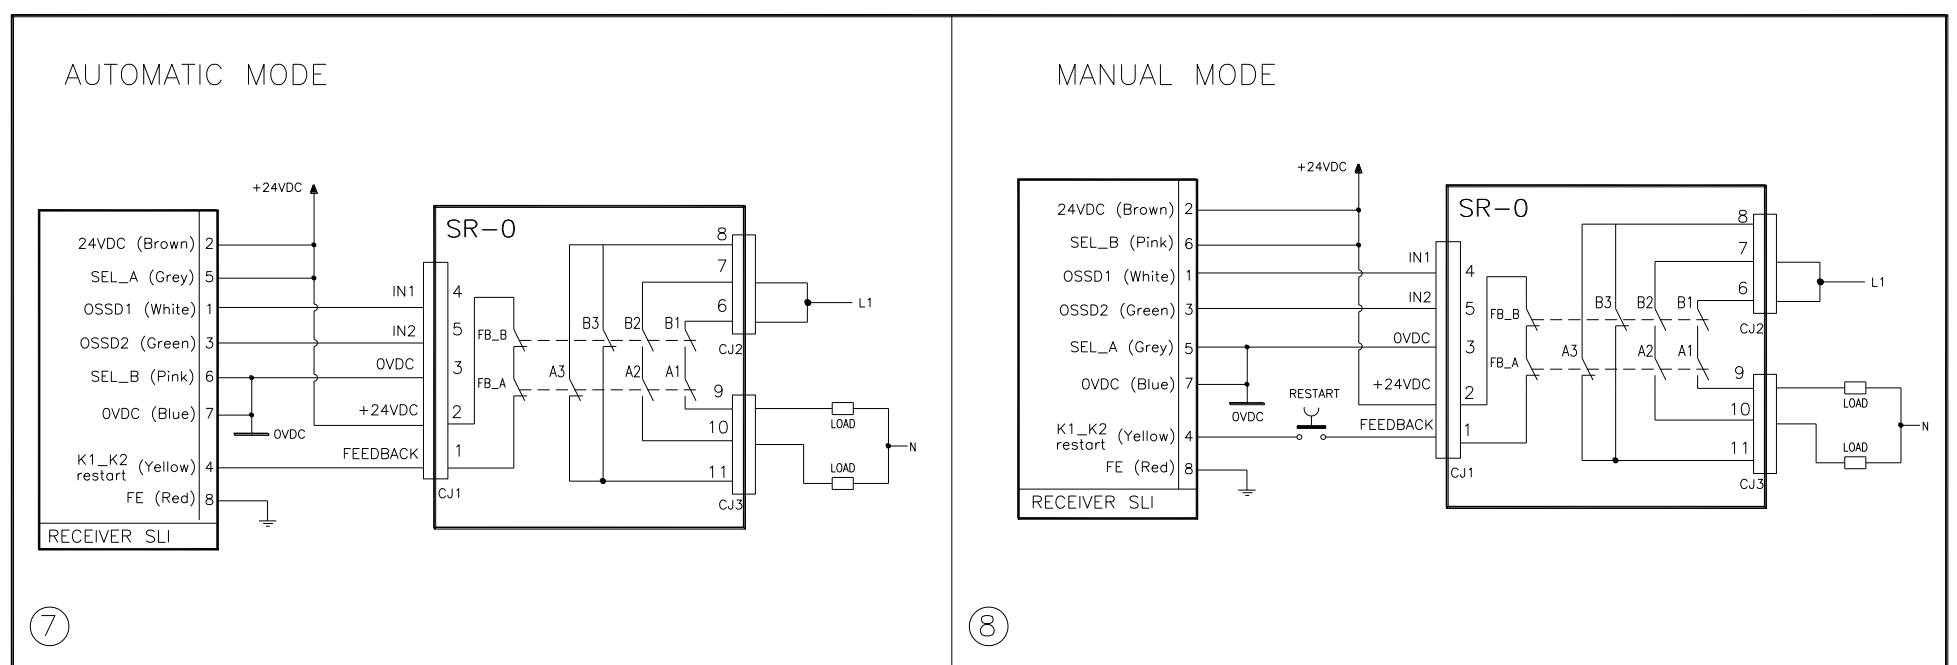 AUTOMATIC MODE
+24VDC
24VDC (Brown) 2
SEL_A (Grey) 5
OSSD1 (White) 1
OSSD2 (Green) 3
SEL_B (Pink) 6
0VDC (Blue) 7
0VDC
K1_K2 (Yellow) 4
restart
FE (Red) 8
RECEIVER SLI
IN1
IN2
0VDC
+24VDC
FEEDBACK
SR-0
4
5
3
2
1
CJ1
FB_B
FB_A
B3 B2 B1
A3 A2 A1
8
7
6
CJ2
9
10
11
CJ3
L1
LOAD
LOAD
N
7
MANUAL MODE
+24VDC
24VDC (Brown) 2
SEL_B (Pink) 6
OSSD1 (White) 1
OSSD2 (Green) 3
SEL_A (Grey) 5
0VDC (Blue) 7
0VDC
K1_K2 (Yellow) 4
restart
FE (Red) 8
RECEIVER SLI
RESTART
IN1
IN2
0VDC
+24VDC
FEEDBACK
SR-0
4
5
3
2
1
CJ1
FB_B
FB_A
B3 B2 B1
A3 A2 A1
8
7
6
CJ2
9
10
11
CJ3
L1
LOAD
LOAD
N
8